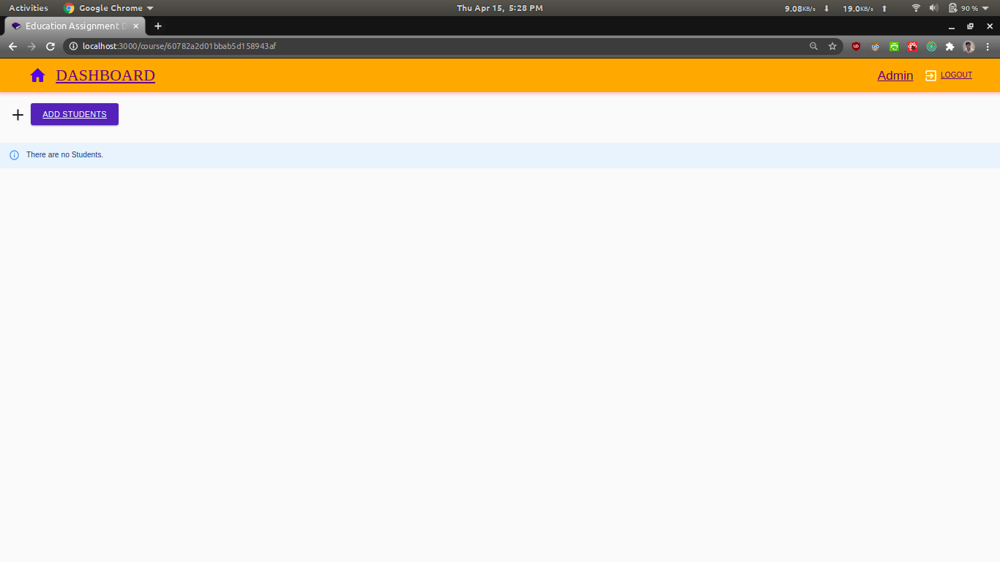 Activities Google Chrome Thu Apr 15, 5:28 PM 9.08KB/s 19.0KB/s 90 %
Education Assignment D
localhost:3000/course/60782a2d01bbab5d158943af
DASHBOARD Admin LOGOUT
ADD STUDENTS
There are no Students.